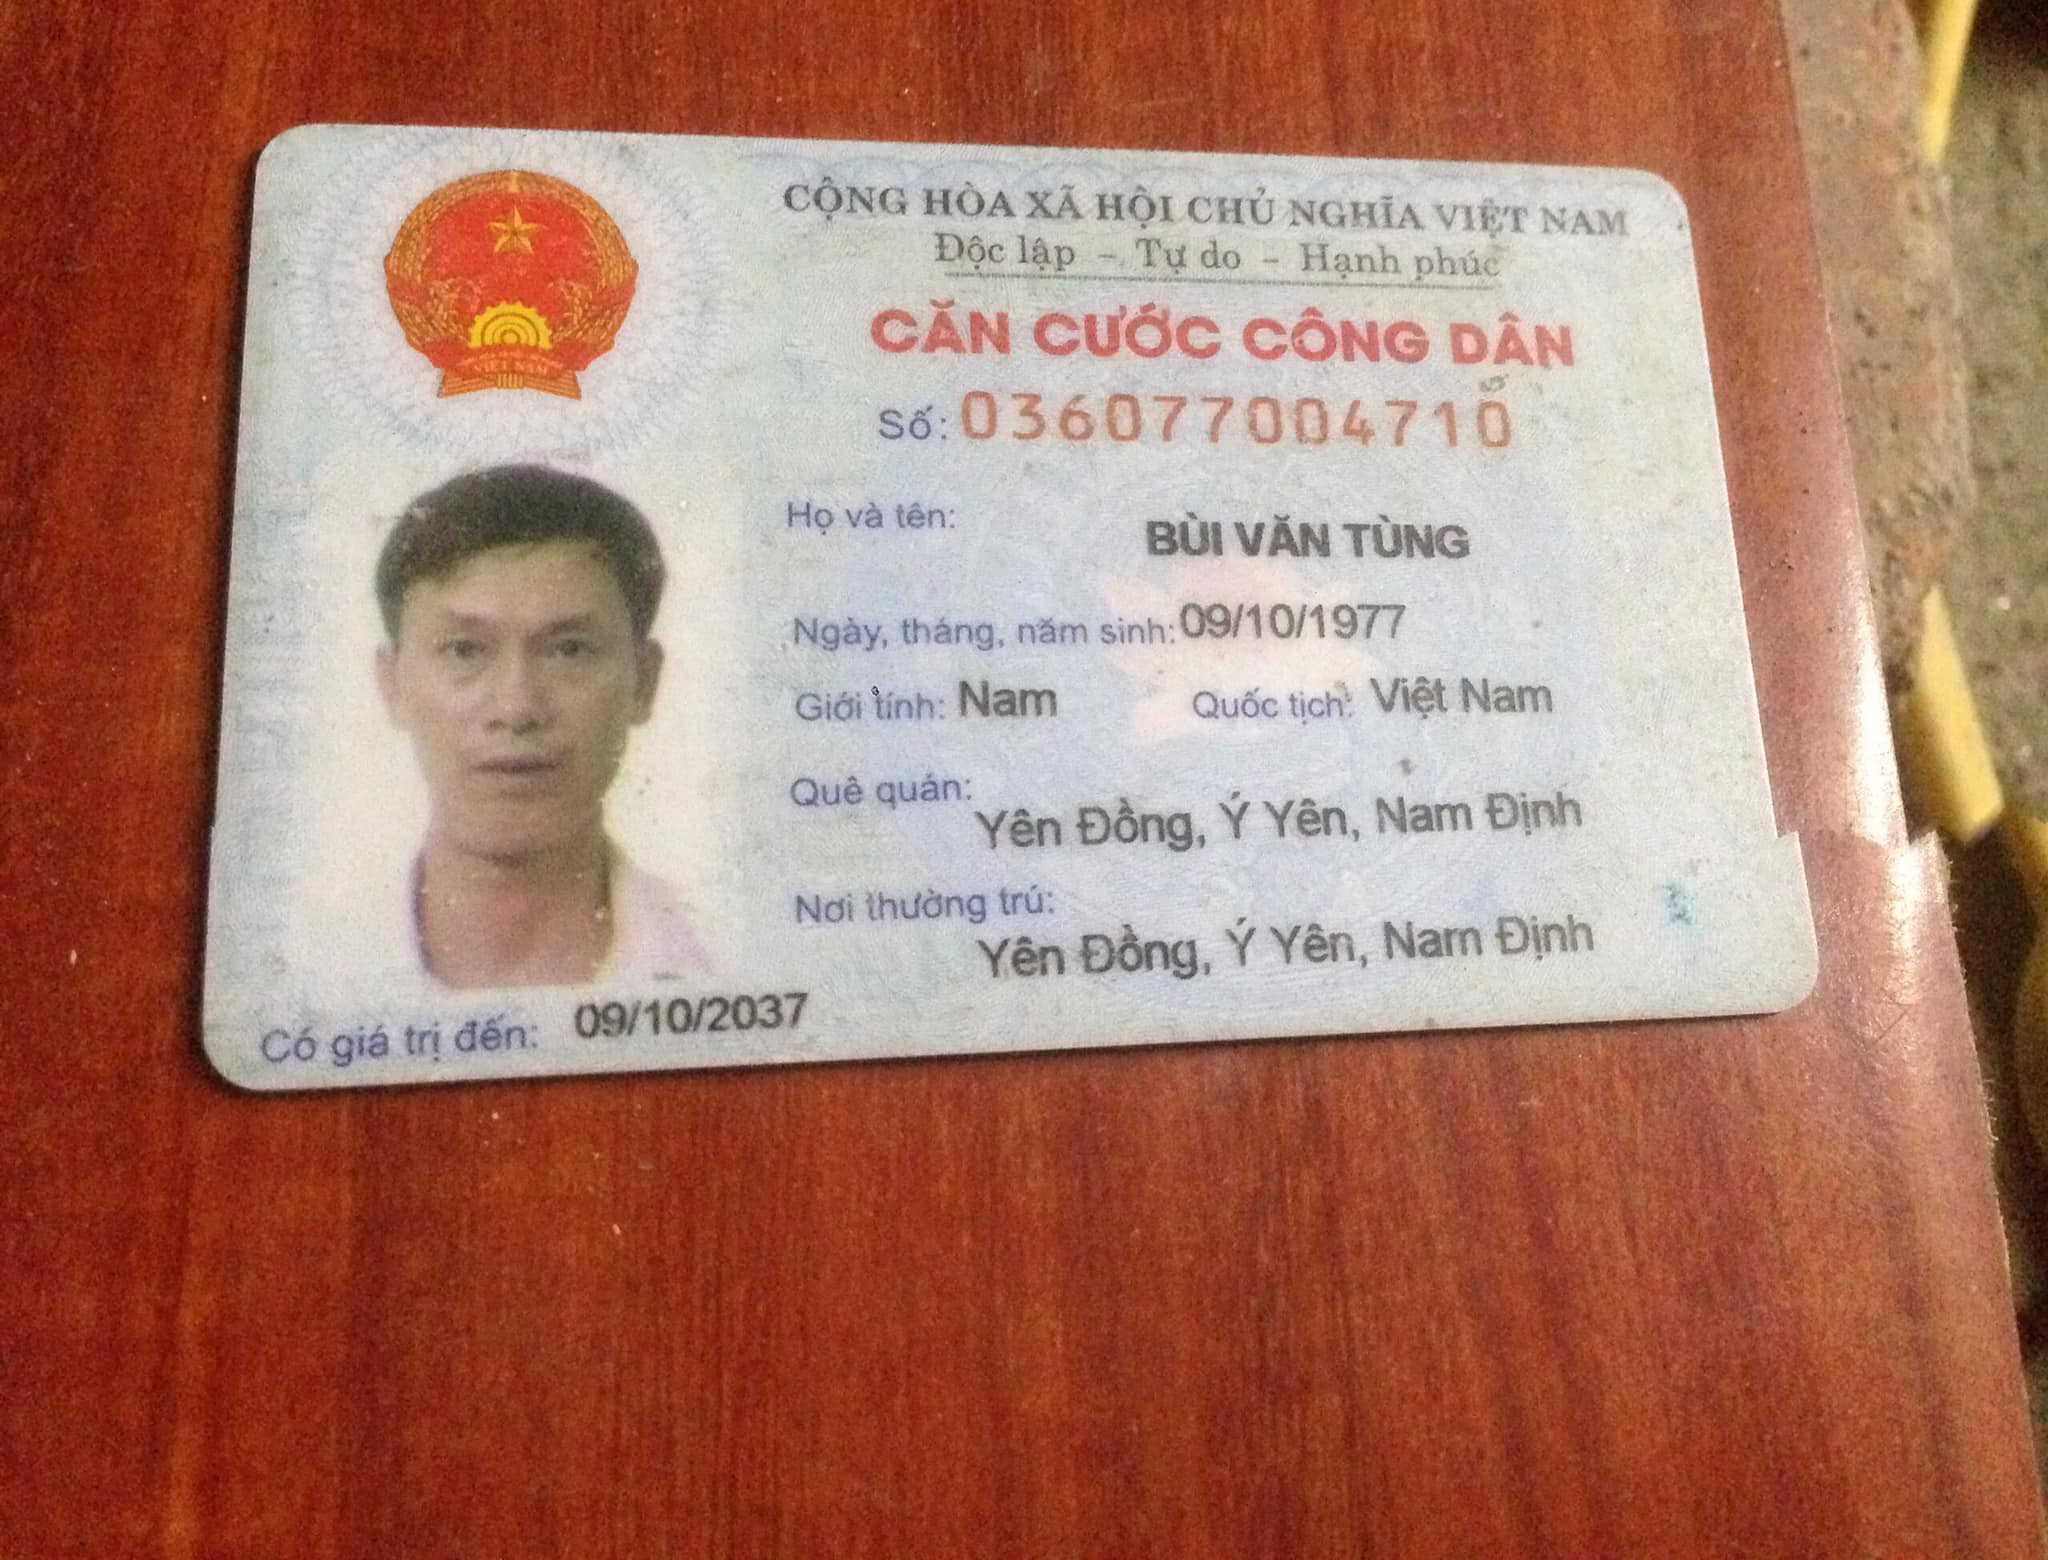 CỘNG HÒA XÃ HỘI CHỦ NGHĨA VIỆT NAM
Độc lập - Tự do - Hạnh phúc
CĂN CƯỚC CÔNG DÂN
Số: 036077004710
Họ và tên: BÙI VĂN TÙNG
Ngày, tháng, năm sinh: 09/10/1977
Giới tính: Nam Quốc tịch: Việt Nam
Quê quán:
Yên Đồng, Ý Yên, Nam Định
Nơi thường trú:
Yên Đồng, Ý Yên, Nam Định
Có giá trị đến: 09/10/2037
VIỆT NAM